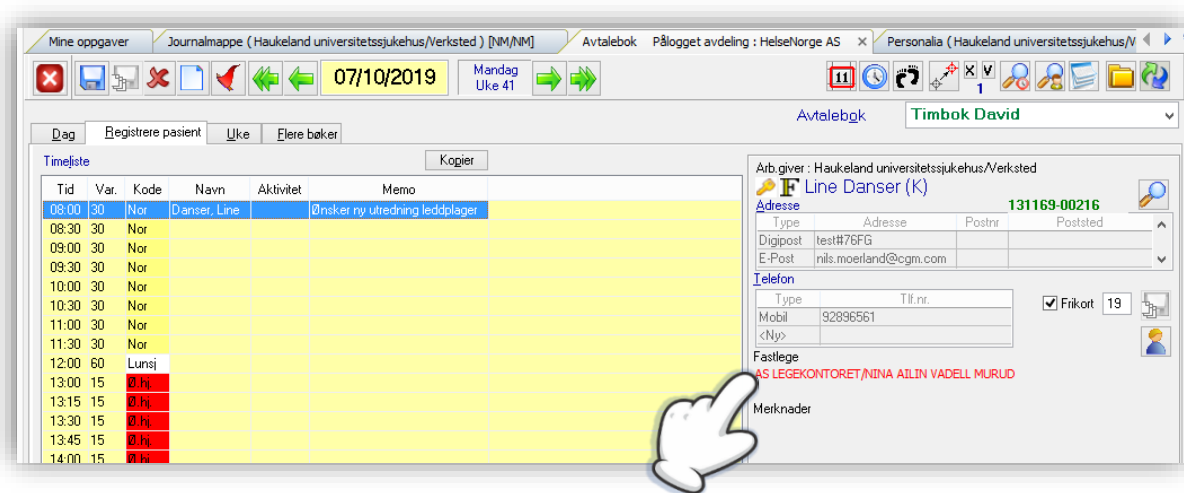 Mine oppgaver Journalmappe ( Haukeland universitetssjukehus/Verksted ) [NM/NM] Avtalebok Pålogget avdeling : HelseNorge AS X Personalia ( Haukeland universitetssjukehus/V
07/10/2019 Mandag
Uke 41
11 X V
1
Avtalebok Timbok David
Dag Registrere pasient Uke Flere bøker
Timeliste Kopier
Tid Var. Kode Navn Aktivitet Memo
08:00 30 Nor Danser, Line Ønsker ny utredning leddplager
08:30 30 Nor
09:00 30 Nor
09:30 30 Nor
10:00 30 Nor
10:30 30 Nor
11:00 30 Nor
11:30 30 Nor
12:00 60 Lunsj
13:00 15 Ø.hj.
13:15 15 Ø.hj.
13:30 15 Ø.hj.
13:45 15 Ø.hj.
14:00 15 Ø.hj.
Arb.giver : Haukeland universitetssjukehus/Verksted
F Line Danser (K)
Adresse 131169-00216
Type Adresse Postnr Poststed
Digipost test#76FG
E-Post nils.moerland@cgm.com
Telefon
Type Tlf.nr.
Mobil 92896561
<Ny>
Frikort 19
Fastlege
AS LEGEKONTORET/NINA AILIN VADELL MURUD
Merknader